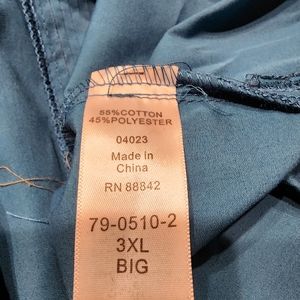 55%COTTON
45%POLYESTER
04023
Made in
China
RN 88842
79-0510-2
3XL
BIG